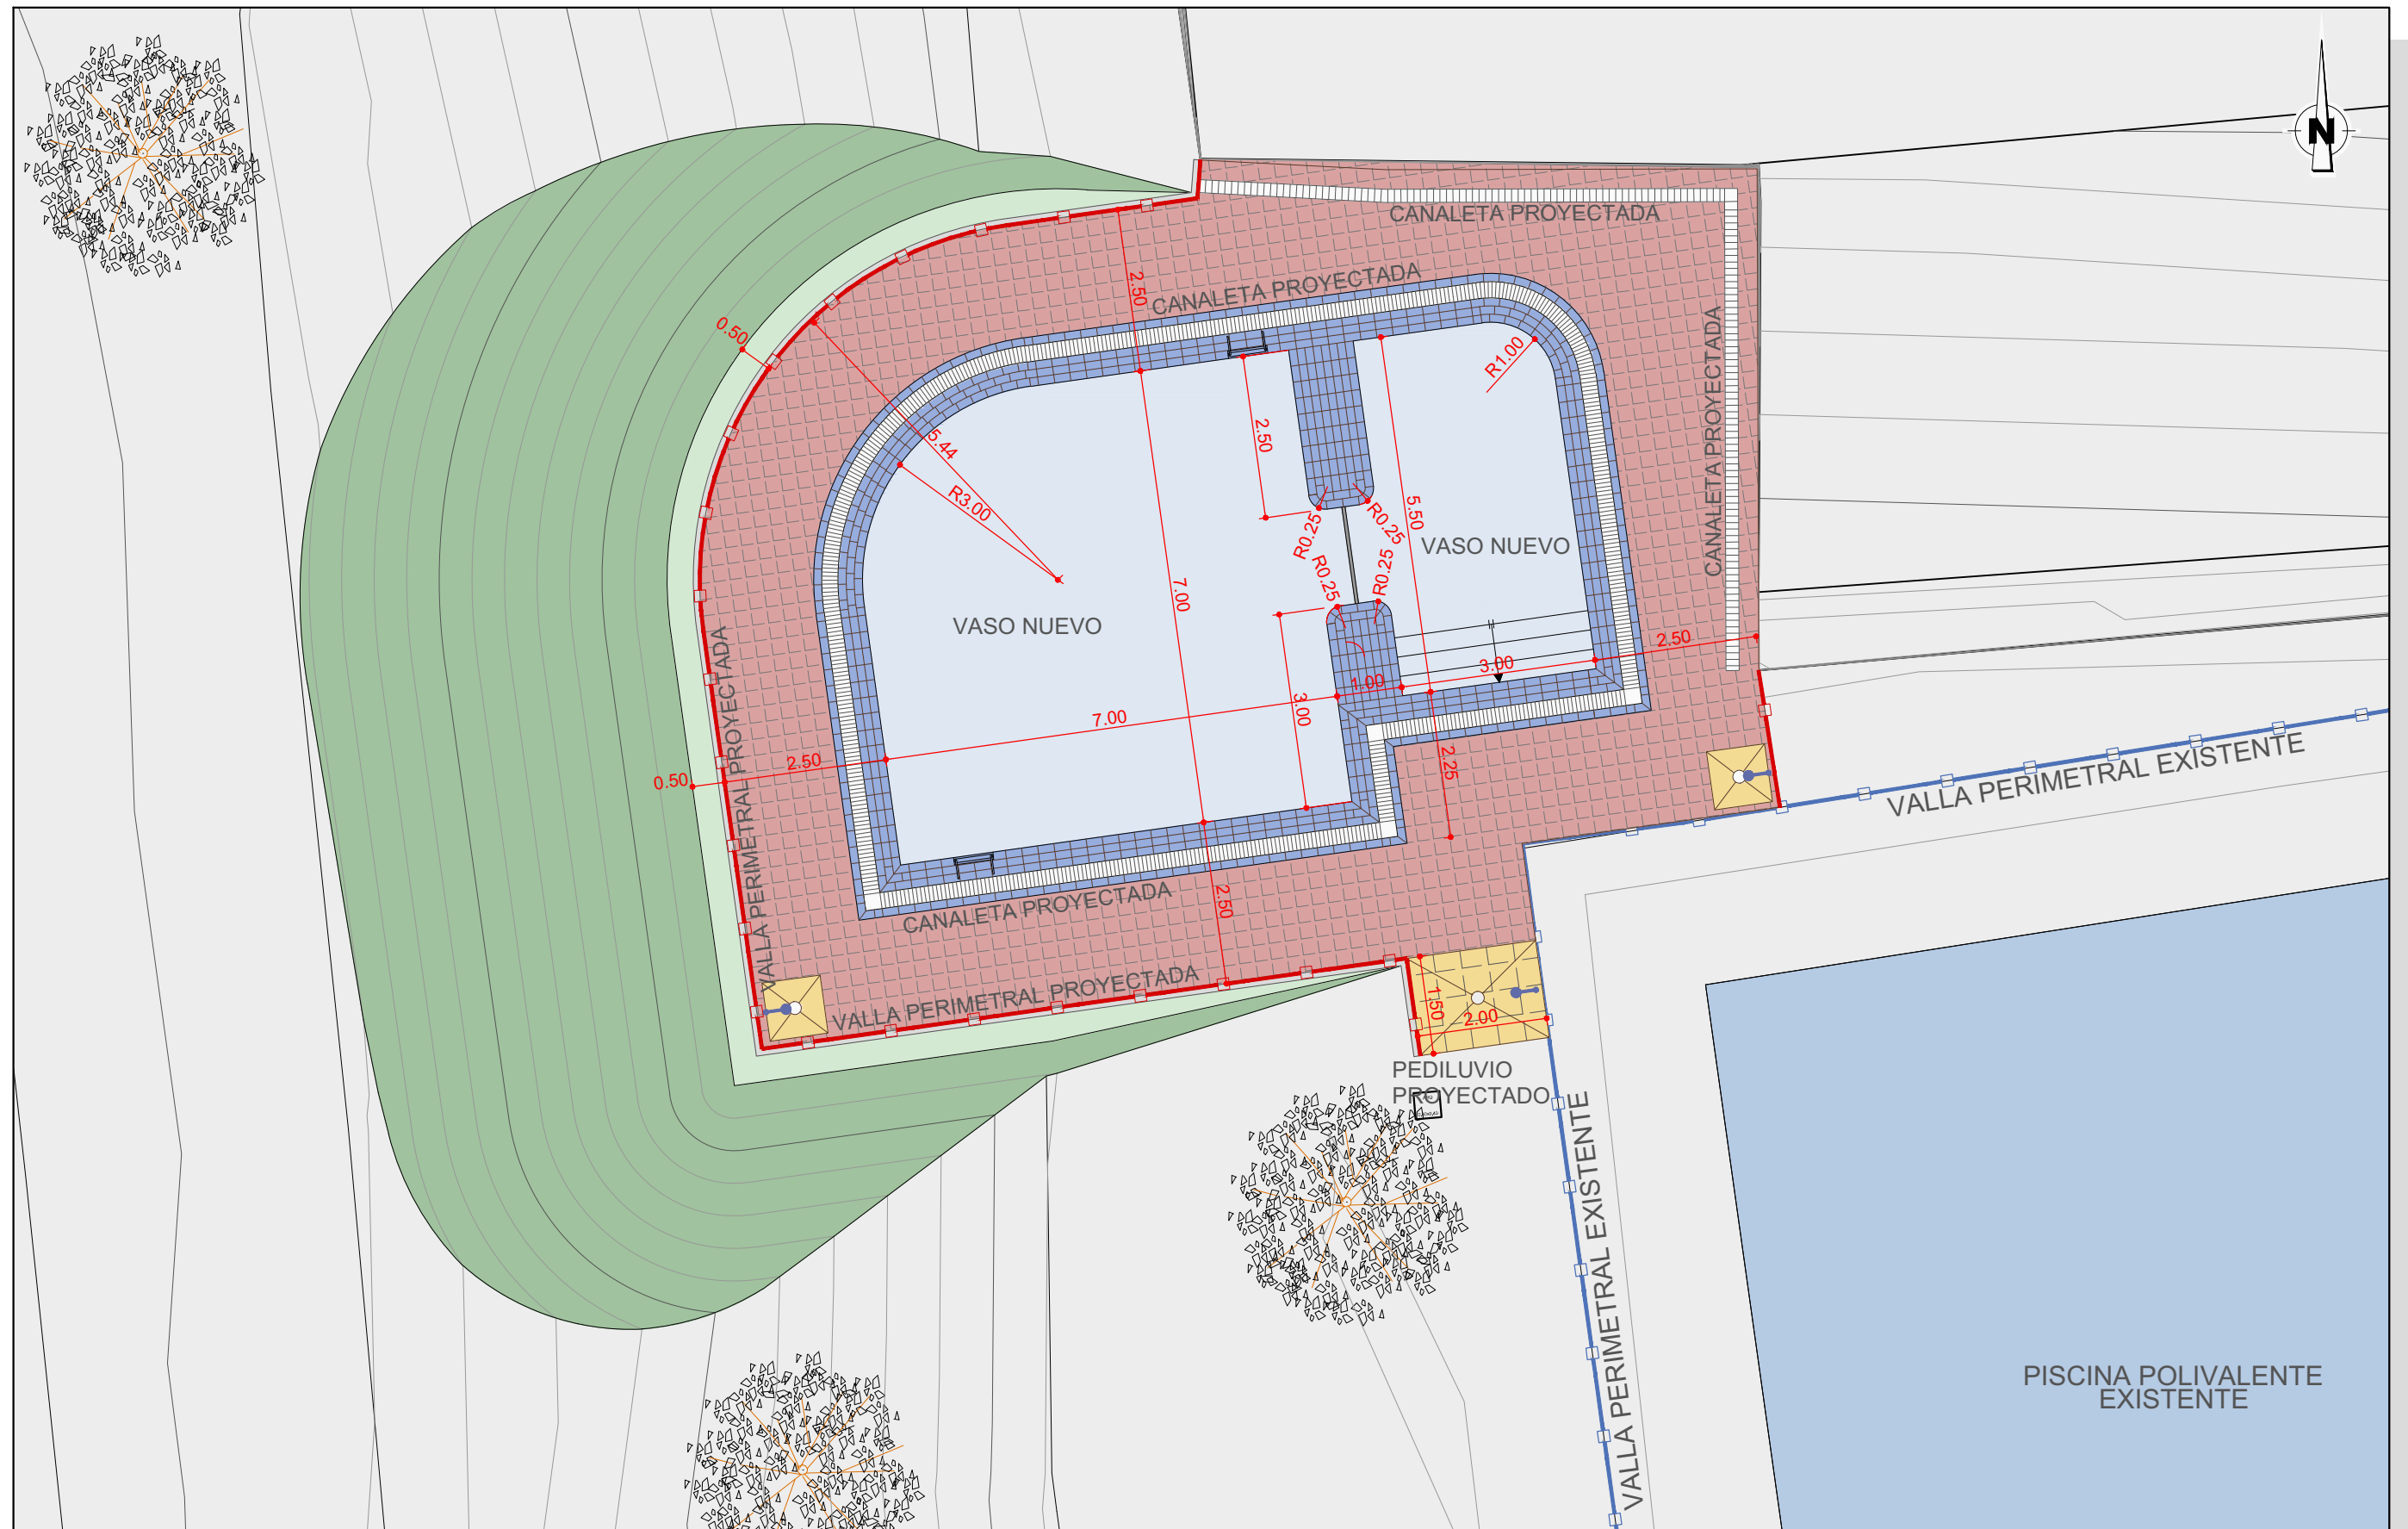 N
CANALETA PROYECTADA
CANALETA PROYECTADA
2.50
0.50
CANALETA PROYECTADA
R1.00
5.44
2.50
R3.00
5.50
R0.25
R0.25
VASO NUEVO
R0.25
R0.25
7.00
VASO NUEVO
2.50
3.00
1.00
3.00
7.00
VALLA PERIMETRAL PROYECTADA
2.50
0.50
2.25
VALLA PERIMETRAL EXISTENTE
2.50
CANALETA PROYECTADA
VALLA PERIMETRAL PROYECTADA
1.50
2.00
PEDILUVIO
PROYECTADO
VALLA PERIMETRAL EXISTENTE
PISCINA POLIVALENTE
EXISTENTE